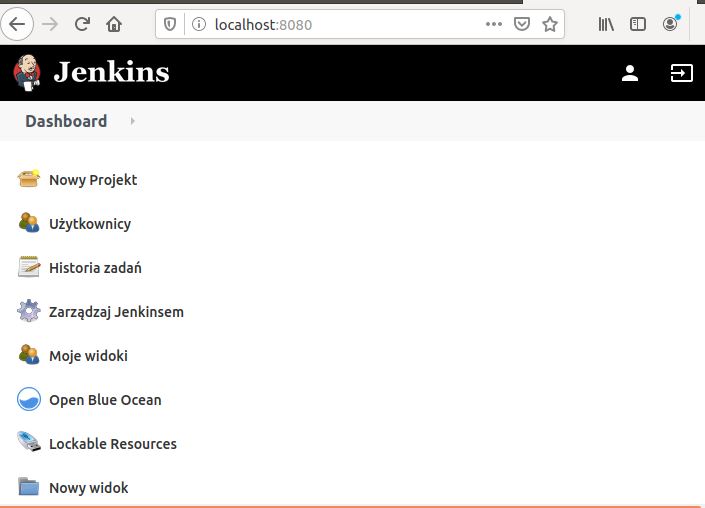 localhost:8080
Jenkins
Dashboard
Nowy Projekt
Użytkownicy
Historia zadań
Zarządzaj Jenkinsem
Moje widoki
Open Blue Ocean
Lockable Resources
Nowy widok